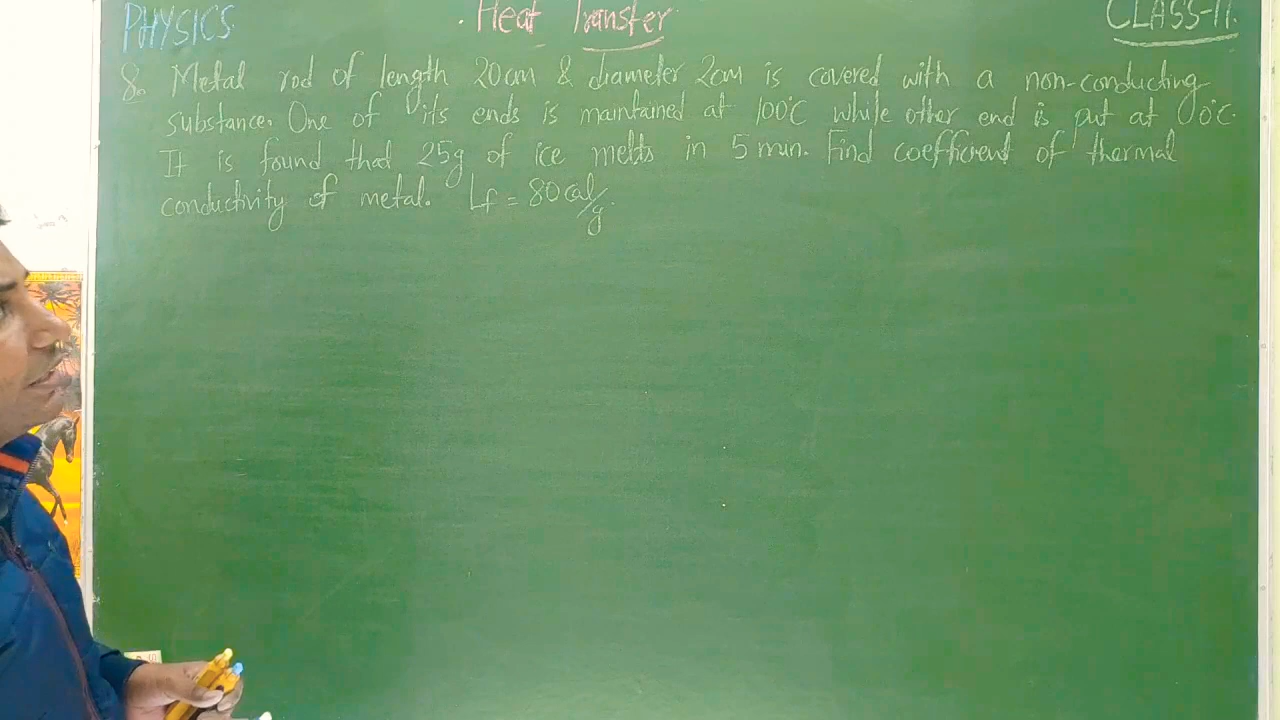 PHYSICS Heat Transfer CLASS-11
8. Metal rod of length 20cm & diameter 2cm is covered with a non-conducting
substance. One of its ends is maintained at 100°C while other end is put at 0°C.
It is found that 25g of ice melts in 5 min. Find coefficient of thermal
conductivity of metal. Lf = 80 cal/g.